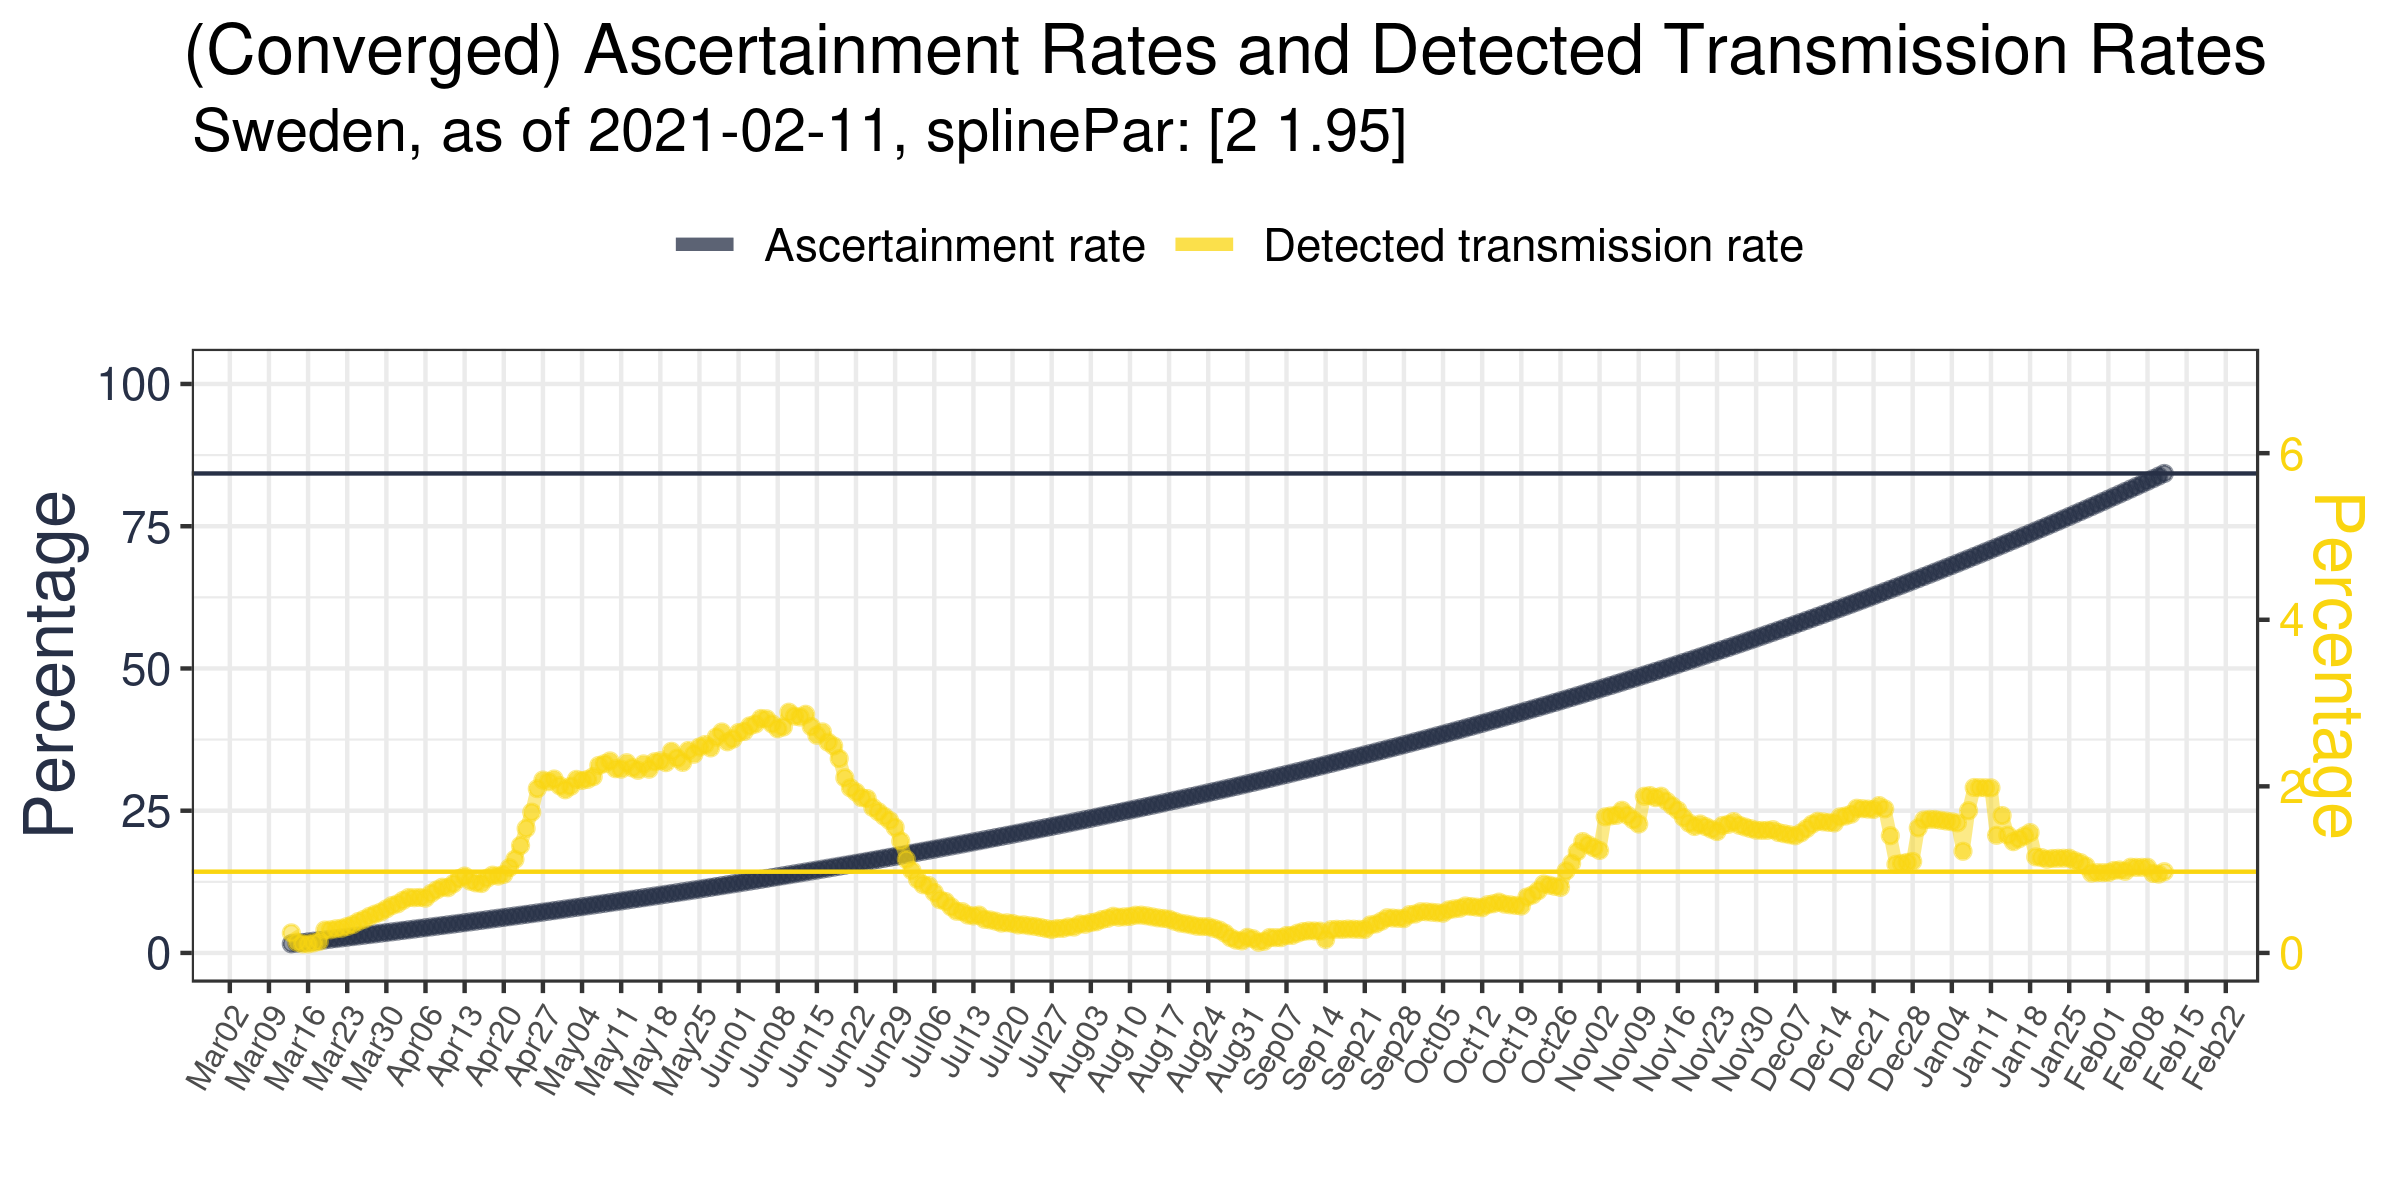 (Converged) Ascertainment Rates and Detected Transmission Rates
Sweden, as of 2021-02-11, splinePar: [2 1.95]
Ascertainment rate
Detected transmission rate
Percentage
100
75
50
25
0
6
4
2
0
Percentage
Mar02
Mar09
Mar16
Mar23
Mar30
Apr06
Apr13
Apr20
Apr27
May04
May11
May18
May25
Jun01
Jun08
Jun15
Jun22
Jun29
Jul06
Jul13
Jul20
Jul27
Aug03
Aug10
Aug17
Aug24
Aug31
Sep07
Sep14
Sep21
Sep28
Oct05
Oct12
Oct19
Oct26
Nov02
Nov09
Nov16
Nov23
Nov30
Dec07
Dec14
Dec21
Dec28
Jan04
Jan11
Jan18
Jan25
Feb01
Feb08
Feb15
Feb22